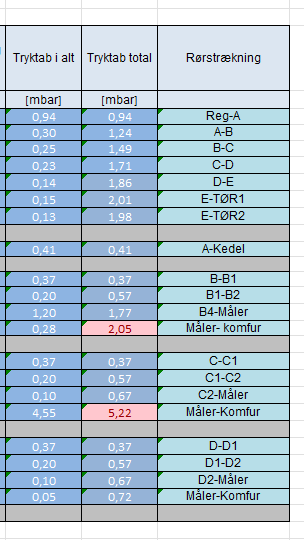 Tryktab i alt Tryktab total Rørstrækning
[mbar] [mbar]
0,94 0,94 Reg-A
0,30 1,24 A-B
0,25 1,49 B-C
0,23 1,71 C-D
0,14 1,86 D-E
0,15 2,01 E-TØR1
0,13 1,98 E-TØR2
0,41 0,41 A-Kedel
0,37 0,37 B-B1
0,20 0,57 B1-B2
1,20 1,77 B4-Måler
0,28 2,05 Måler- komfur
0,37 0,37 C-C1
0,20 0,57 C1-C2
0,10 0,67 C2-Måler
4,55 5,22 Måler-Komfur
0,37 0,37 D-D1
0,20 0,57 D1-D2
0,10 0,67 D2-Måler
0,05 0,72 Måler-Komfur